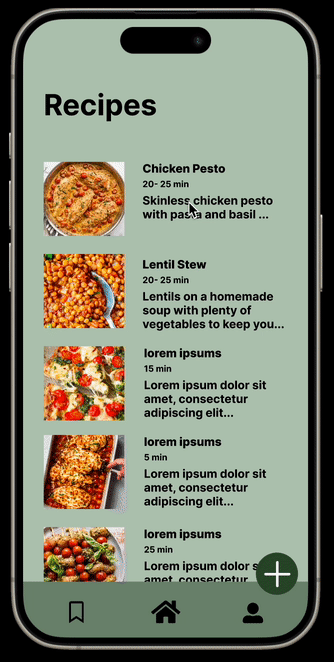 Recipes
Chicken Pesto
20- 25 min
Skinless chicken pesto
with pasta and basil ...
Lentil Stew
20- 25 min
Lentils on a homemade
soup with plenty of
vegetables to keep you...
lorem ipsums
15 min
Lorem ipsum dolor sit
amet, consectetur
adipiscing elit...
lorem ipsums
5 min
Lorem ipsum dolor sit
amet, consectetur
adipiscing elit...
lorem ipsums
25 min
Lorem ipsum dolor sit
amet, consectetur